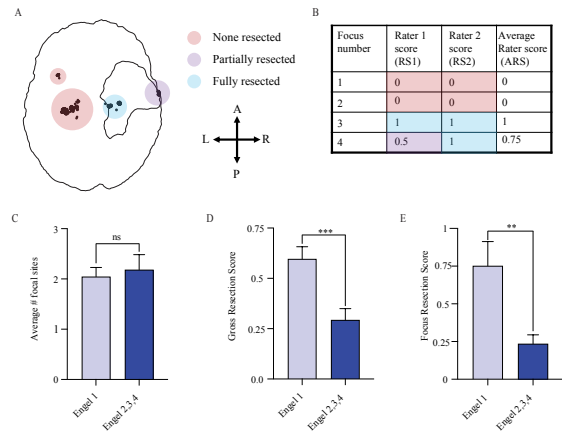 A
None resected
Partially resected
Fully resected
A
L R
P
B
Focus number Rater 1 score (RS1) Rater 2 score (RS2) Average Rater score (ARS)
1 0 0 0
2 0 0 0
3 1 1 1
4 0.5 1 0.75
C
Average # focal sites
3
2
1
0
ns
Engel 1
Engel 2,3,4
D
Gross Resection Score
0.75
0.5
0.25
0.0
***
Engel 1
Engel 2,3,4
E
Focus Resection Score
1
0.75
0.5
0.25
0
**
Engel 1
Engel 2,3,4